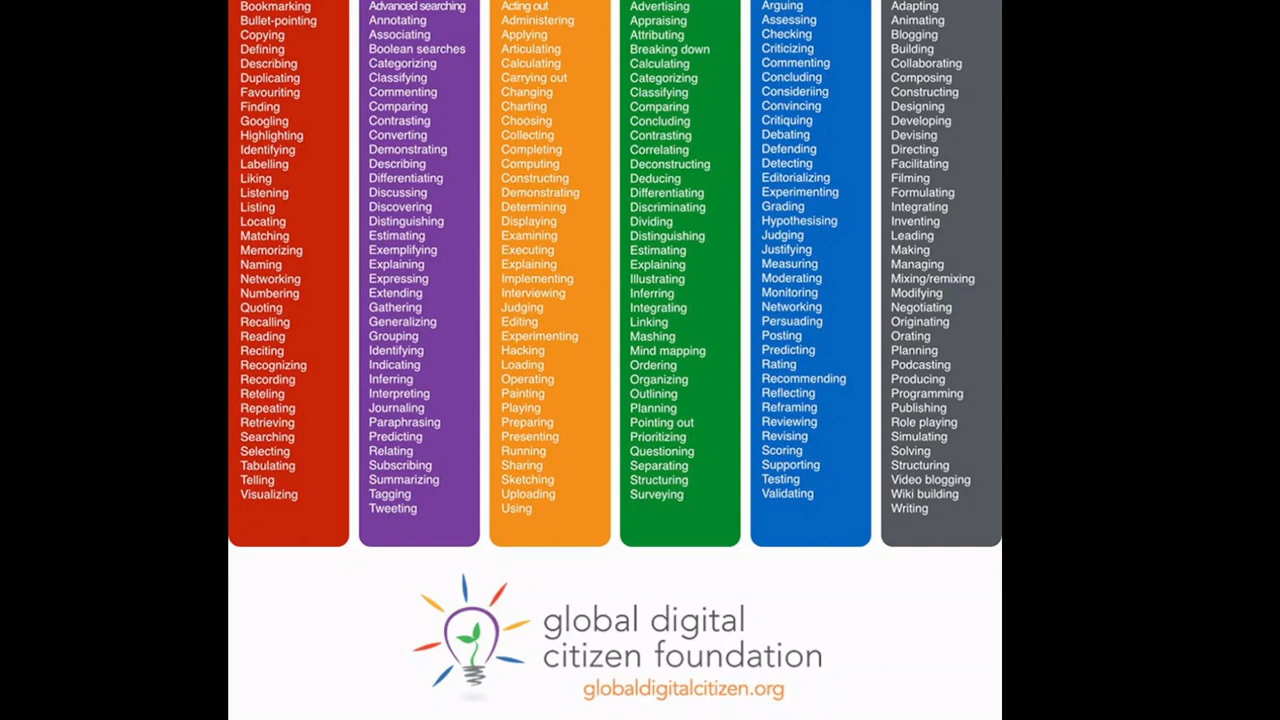 Bookmarking
Bullet-pointing
Copying
Defining
Describing
Duplicating
Favouriting
Finding
Googling
Highlighting
Identifying
Labelling
Liking
Listening
Listing
Locating
Matching
Memorizing
Naming
Networking
Numbering
Quoting
Recalling
Reading
Reciting
Recognizing
Recording
Reteling
Repeating
Retrieving
Searching
Selecting
Tabulating
Telling
Visualizing
Advanced searching
Annotating
Associating
Boolean searches
Categorizing
Classifying
Commenting
Comparing
Contrasting
Converting
Demonstrating
Describing
Differentiating
Discussing
Discovering
Distinguishing
Estimating
Exemplifying
Explaining
Expressing
Extending
Gathering
Generalizing
Grouping
Identifying
Indicating
Inferring
Interpreting
Journaling
Paraphrasing
Predicting
Relating
Subscribing
Summarizing
Tagging
Tweeting
Acting out
Administering
Applying
Articulating
Calculating
Carrying out
Changing
Charting
Choosing
Collecting
Completing
Computing
Constructing
Demonstrating
Determining
Displaying
Examining
Executing
Explaining
Implementing
Interviewing
Judging
Editing
Experimenting
Hacking
Loading
Operating
Painting
Playing
Preparing
Presenting
Running
Sharing
Sketching
Uploading
Using
Advertising
Appraising
Attributing
Breaking down
Calculating
Categorizing
Classifying
Comparing
Concluding
Contrasting
Correlating
Deconstructing
Deducing
Differentiating
Discriminating
Dividing
Distinguishing
Estimating
Explaining
Illustrating
Inferring
Integrating
Linking
Mashing
Mind mapping
Ordering
Organizing
Outlining
Planning
Pointing out
Prioritizing
Questioning
Separating
Structuring
Surveying
Arguing
Assessing
Checking
Criticizing
Commenting
Concluding
Consideriing
Convincing
Critiquing
Debating
Defending
Detecting
Editorializing
Experimenting
Grading
Hypothesising
Judging
Justifying
Measuring
Moderating
Monitoring
Networking
Persuading
Posting
Predicting
Rating
Recommending
Reflecting
Reframing
Reviewing
Revising
Scoring
Supporting
Testing
Validating
Adapting
Animating
Blogging
Building
Collaborating
Composing
Constructing
Designing
Developing
Devising
Directing
Facilitating
Filming
Formulating
Integrating
Inventing
Leading
Making
Managing
Mixing/remixing
Modifying
Negotiating
Originating
Orating
Planning
Podcasting
Producing
Programming
Publishing
Role playing
Simulating
Solving
Structuring
Video blogging
Wiki building
Writing
global digital
citizen foundation
globaldigitalcitizen.org